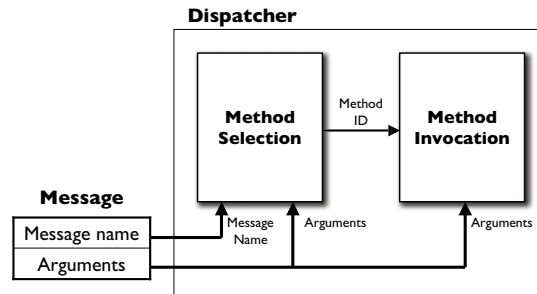 Dispatcher
Method
Selection
Method
ID
Method
Invocation
Message
Message name
Arguments
Message
Name
Arguments
Arguments